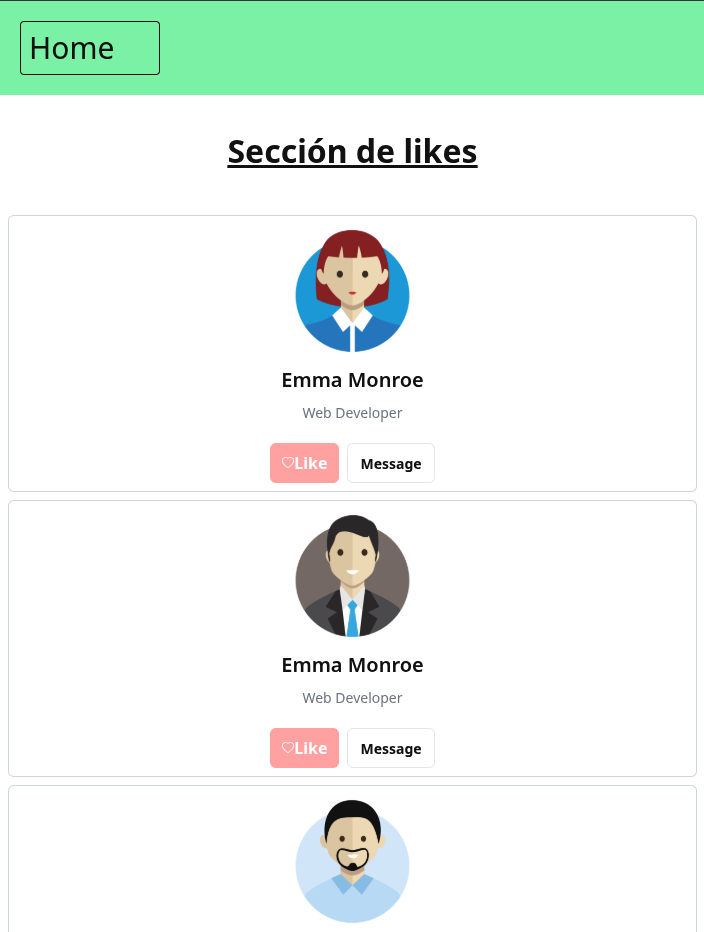 Home
Sección de likes
Emma Monroe
Web Developer
♡Like Message
Emma Monroe
Web Developer
♡Like Message